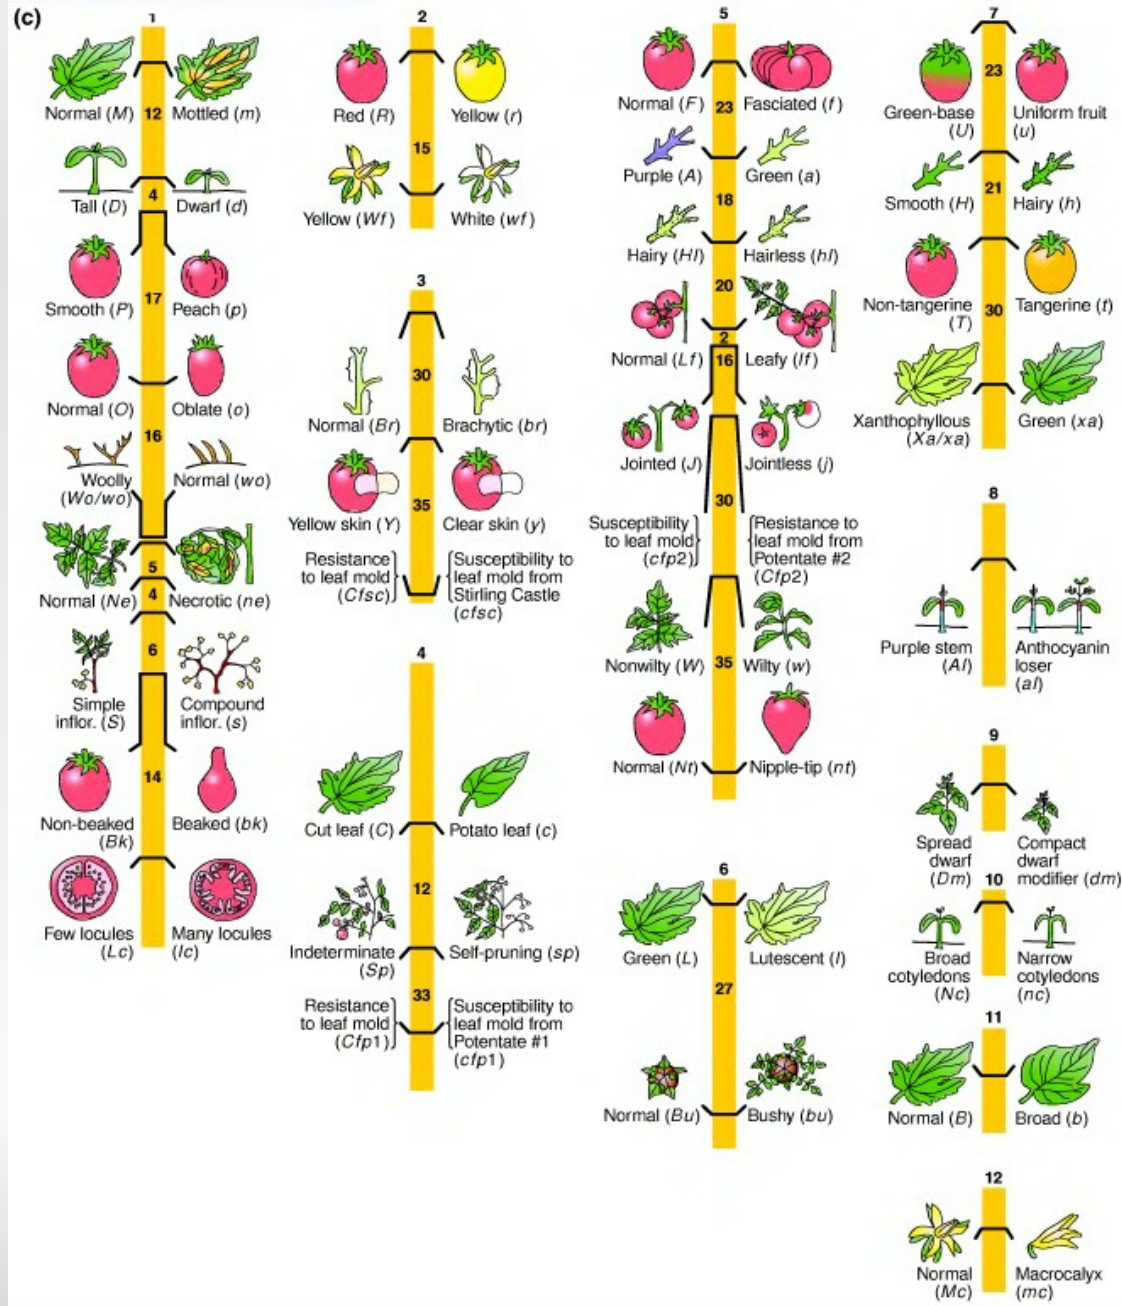 (c)
1
Normal (M) Mottled (m)
12
Tall (D) Dwarf (d)
4
Smooth (P) Peach (p)
17
Normal (O) Oblate (o)
16
Woolly
(Wo/wo)
Normal (wo)
5
Normal (Ne) Necrotic (ne)
4
6
Simple
inflor. (S)
Compound
inflor. (s)
14
Non-beaked
(Bk)
Beaked (bk)
Few locules
(Lc)
Many locules
(lc)
2
Red (R) Yellow (r)
15
Yellow (Wf) White (wf)
3
30
Normal (Br) Brachytic (br)
35
Yellow skin (Y) Clear skin (y)
Resistance
to leaf mold
(Cfsc)
Susceptibility to
leaf mold from
Stirling Castle
(cfsc)
4
Cut leaf (C) Potato leaf (c)
12
Indeterminate
(Sp)
Self-pruning (sp)
33
Resistance
to leaf mold
(Cfp1)
Susceptibility to
leaf mold from
Potentate #1
(cfp1)
5
Normal (F) Fasciated (f)
23
Purple (A) Green (a)
18
Hairy (Hl) Hairless (hl)
20
2
Normal (Lf) Leafy (lf)
16
Jointed (J) Jointless (j)
30
Susceptibility
to leaf mold
(cfp2)
Resistance to
leaf mold from
Potentate #2
(Cfp2)
Nonwilty (W) Wilty (w)
35
Normal (Nt) Nipple-tip (nt)
6
Green (L) Lutescent (l)
27
Normal (Bu) Bushy (bu)
7
23
Green-base
(U)
Uniform fruit
(u)
21
Smooth (H) Hairy (h)
Non-tangerine
(T)
Tangerine (t)
30
Xanthophyllous
(Xa/xa)
Green (xa)
8
Purple stem
(Al)
Anthocyanin
loser
(al)
9
Spread
dwarf
(Dm)
Compact
dwarf
modifier (dm)
10
Broad
cotyledons
(Nc)
Narrow
cotyledons
(nc)
11
Normal (B) Broad (b)
12
Normal
(Mc)
Macrocalyx
(mc)